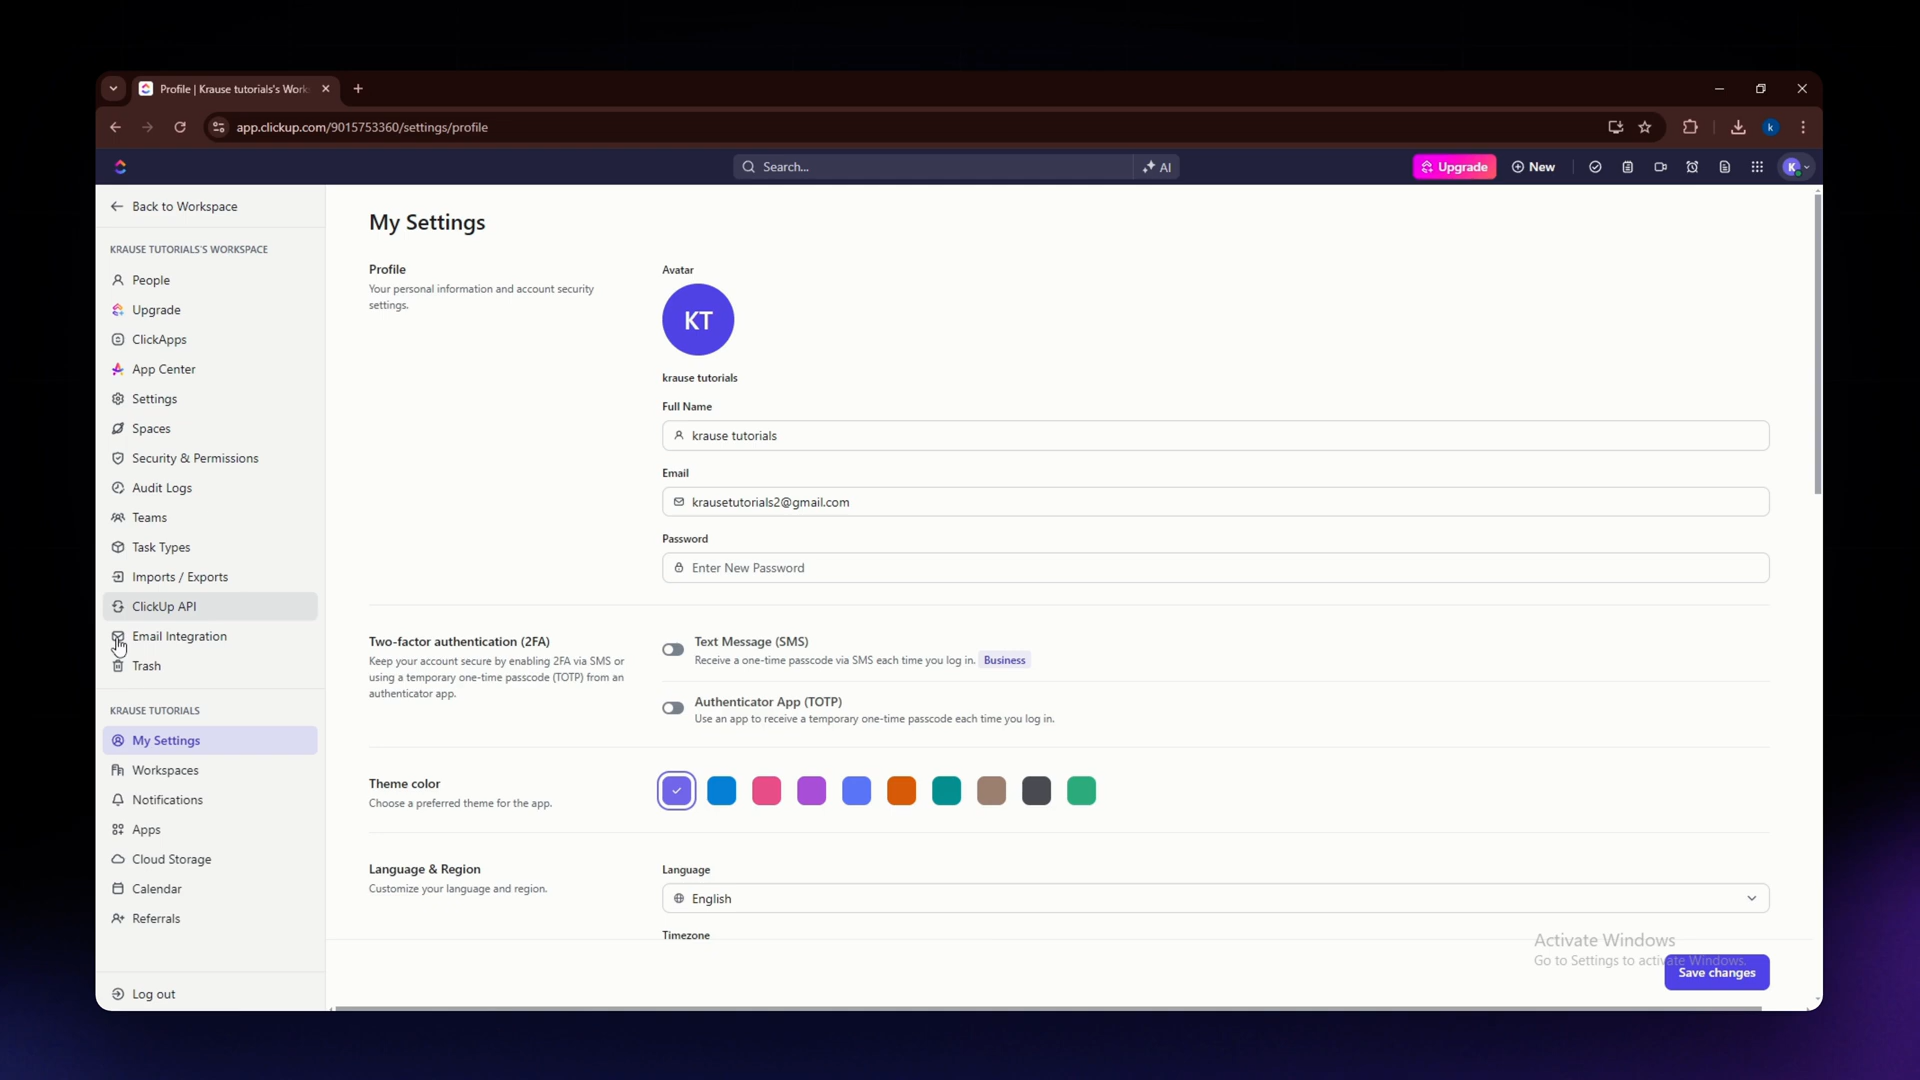 Profile | Krause tutorials's Work
app.clickup.com/9015753360/settings/profile
Search...
AI
Upgrade
New
K
k
Back to Workspace
KRAUSE TUTORIALS'S WORKSPACE
People
Upgrade
ClickApps
App Center
Settings
Spaces
Security & Permissions
Audit Logs
Teams
Task Types
Imports / Exports
ClickUp API
Email Integration
Trash
KRAUSE TUTORIALS
My Settings
Workspaces
Notifications
Apps
Cloud Storage
Calendar
Referrals
Log out
My Settings
Profile
Your personal information and account security
settings.
Avatar
KT
krause tutorials
Full Name
krause tutorials
Email
krausetutorials2@gmail.com
Password
Enter New Password
Two-factor authentication (2FA)
Keep your account secure by enabling 2FA via SMS or
using a temporary one-time passcode (TOTP) from an
authenticator app.
Text Message (SMS)
Receive a one-time passcode via SMS each time you log in. Business
Authenticator App (TOTP)
Use an app to receive a temporary one-time passcode each time you log in.
Theme color
Choose a preferred theme for the app.
Language & Region
Customize your language and region.
Language
English
Timezone
Activate Windows
Go to Settings to activate Windows.
Save changes